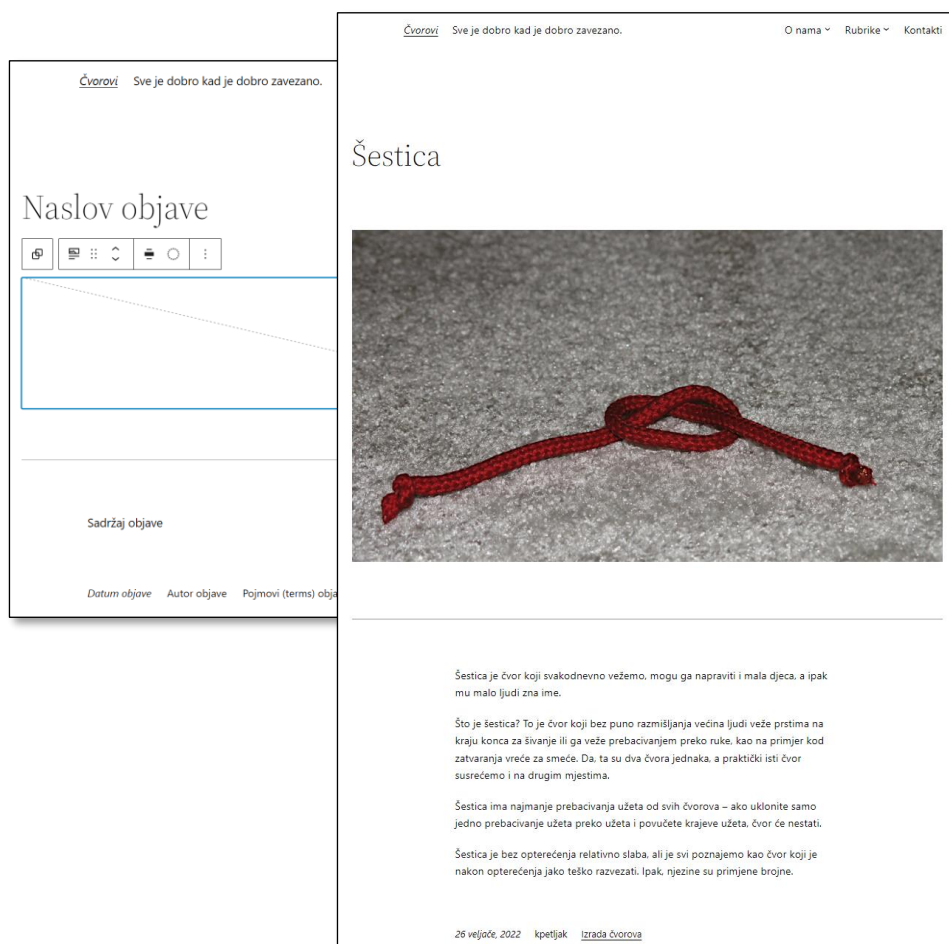 Čvorovi Sve je dobro kad je dobro zavezano.
Naslov objave
Sadržaj objave
Datum objave Autor objave Pojmovi (terms) obja
Čvorovi Sve je dobro kad je dobro zavezano. O nama Rubrike Kontakti
Šestica
Šestica je čvor koji svakodnevno vežemo, mogu ga napraviti i mala djeca, a ipak
mu malo ljudi zna ime.
Što je šestica? To je čvor koji bez puno razmišljanja većina ljudi veže prstima na
kraju konca za šivanje ili ga veže prebacivanjem preko ruke, kao na primjer kod
zatvaranja vreće za smeće. Da, ta su dva čvora jednaka, a praktički isti čvor
susrećemo i na drugim mjestima.
Šestica ima najmanje prebacivanja užeta od svih čvorova – ako uklonite samo
jedno prebacivanje užeta preko užeta i povučete krajeve užeta, čvor će nestati.
Šestica je bez opterećenja relativno slaba, ali je svi poznajemo kao čvor koji je
nakon opterećenja jako teško razvezati. Ipak, njezine su primjene brojne.
26 veljače, 2022 kpetljak Izrada čvorova